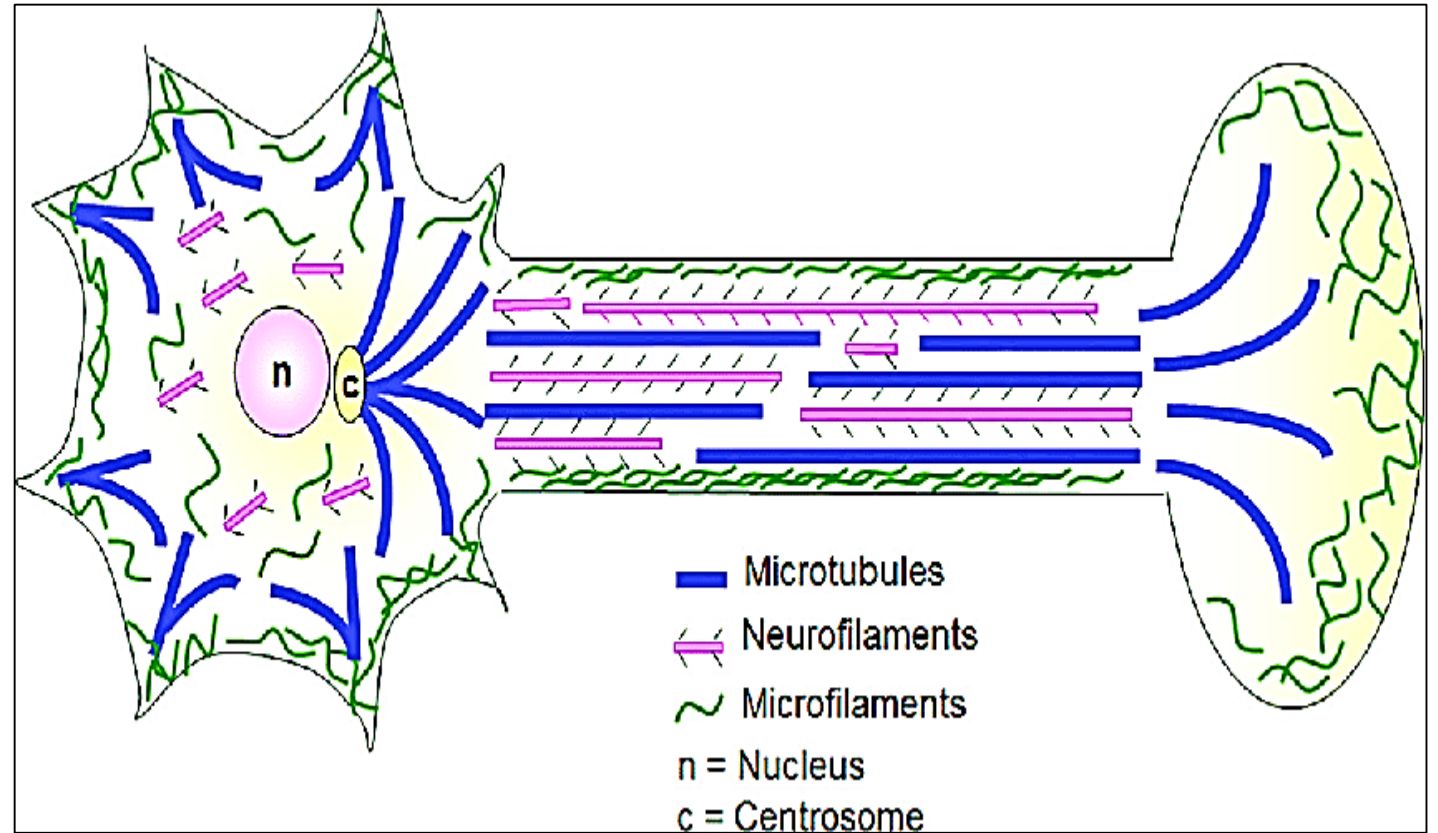 n
c
Microtubules
Neurofilaments
Microfilaments
n = Nucleus
c = Centrosome